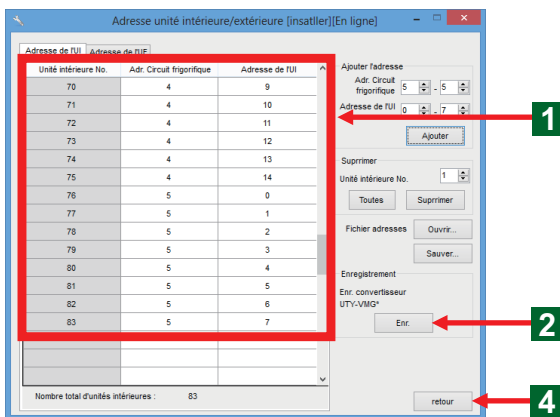 Adresse unité intérieure/extérieure [insatller][En ligne]
Adresse de l'UI Adresse de l'UE
Unité intérieure No. Adr. Circuit frigorifique Adresse de l'UI
70 4 9
71 4 10
72 4 11
73 4 12
74 4 13
75 4 14
76 5 0
77 5 1
78 5 2
79 5 3
80 5 4
81 5 5
82 5 6
83 5 7
Nombre total d'unités intérieures : 83
Ajouter l'adresse
Adr. Circuit
frigorifique 5 - 5
Adresse de l'UI 0 - 7
Ajouter
Supprimer
Unité intérieure No. 1
Toutes Supprimer
Fichier adresses Ouvrir...
Sauver...
Enregistrement
Enr. convertisseur
UTY-VMG*
Enr.
retour
1
2
4